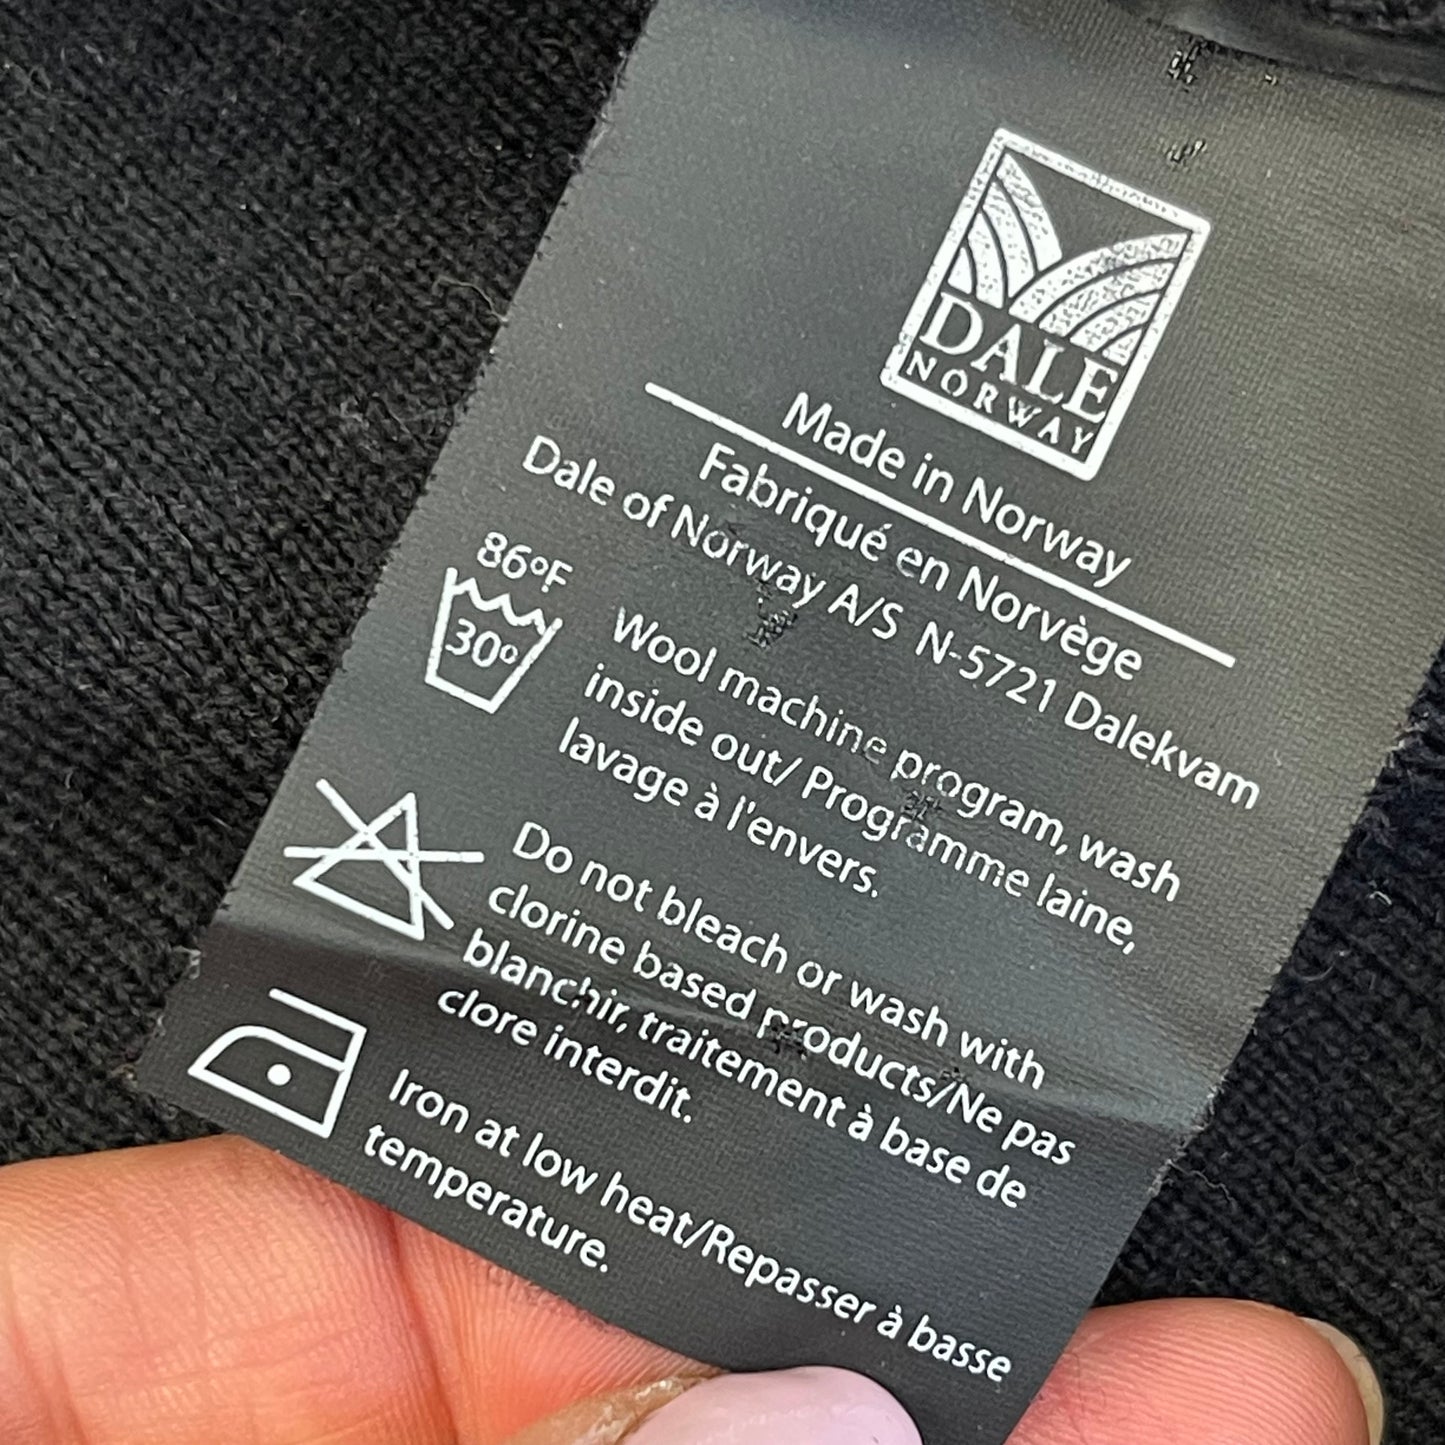 DALE
NORWAY
Made in Norway
Fabriqué en Norvège
Dale of Norway A/S N-5721 Dalekvam
86ºF
30º
Wool machine program, wash
inside out/ Programme laine,
lavage à l'envers.
Do not bleach or wash with
clorine based products/Ne pas
blanchir, traitement à base de
clore interdit.
Iron at low heat/Repasser à basse
temperature.